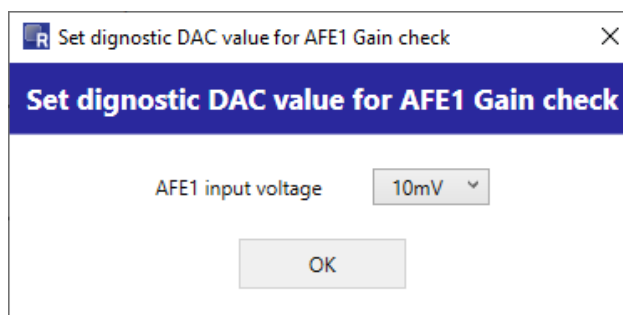 Set dignostic DAC value for AFE1 Gain check
Set dignostic DAC value for AFE1 Gain check
AFE1 input voltage 10mV
OK